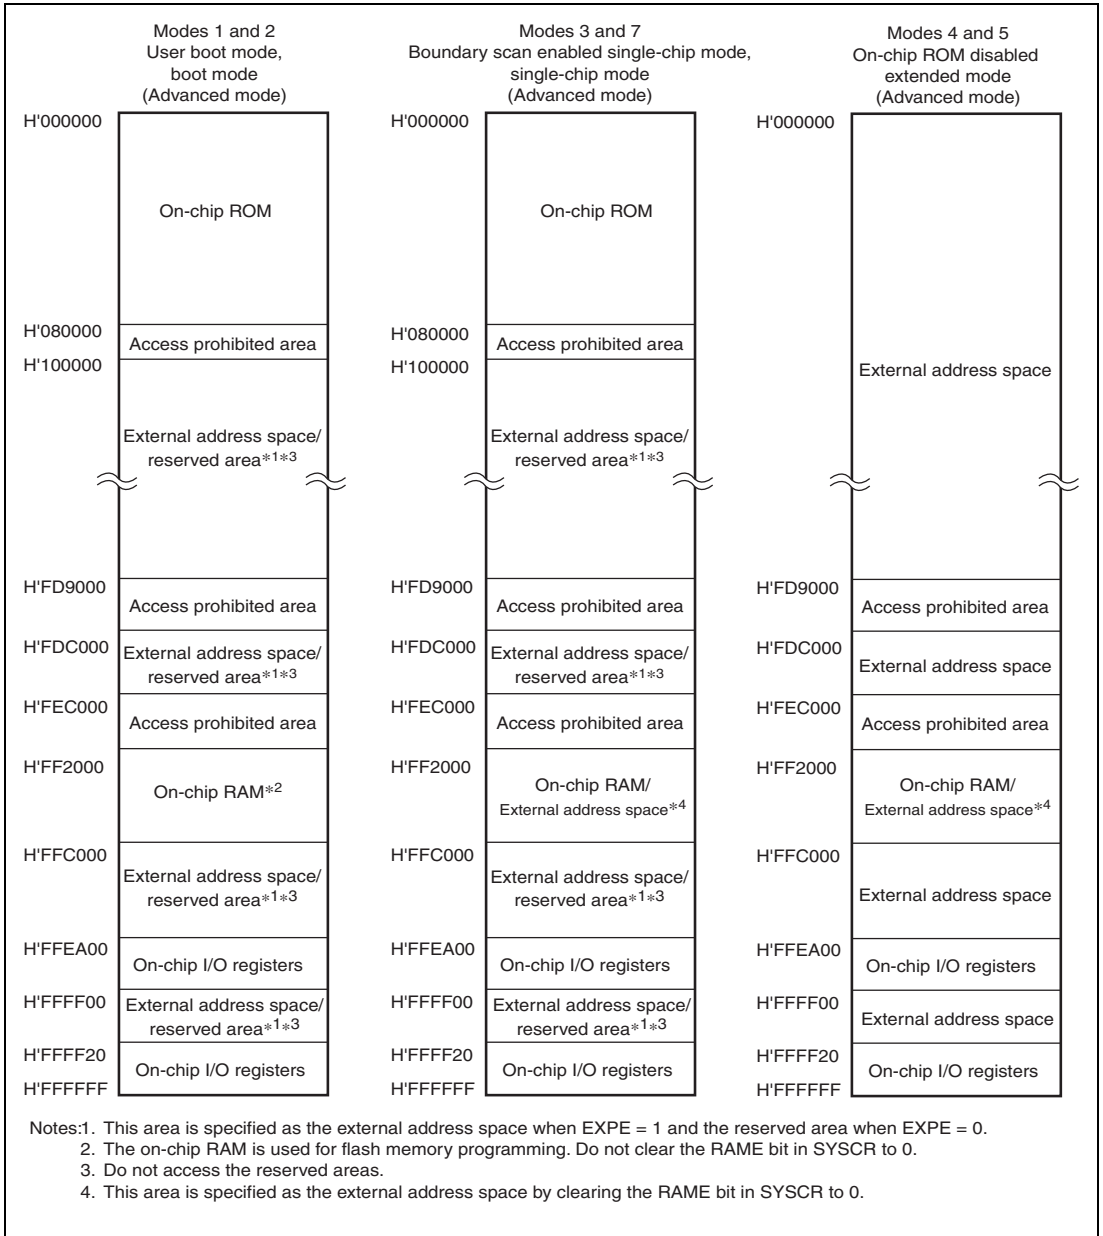 Modes 1 and 2
User boot mode,
boot mode
(Advanced mode)
H'000000
On-chip ROM
H'080000
Access prohibited area
H'100000
External address space/
reserved area*1*3
H'FD9000
Access prohibited area
H'FDC000
External address space/
reserved area*1*3
H'FEC000
Access prohibited area
H'FF2000
On-chip RAM*2
H'FFC000
External address space/
reserved area*1*3
H'FFEA00
On-chip I/O registers
H'FFFF00
External address space/
reserved area*1*3
H'FFFF20
On-chip I/O registers
H'FFFFFF
Modes 3 and 7
Boundary scan enabled single-chip mode,
single-chip mode
(Advanced mode)
H'000000
On-chip ROM
H'080000
Access prohibited area
H'100000
External address space/
reserved area*1*3
H'FD9000
Access prohibited area
H'FDC000
External address space/
reserved area*1*3
H'FEC000
Access prohibited area
H'FF2000
On-chip RAM/
External address space*4
H'FFC000
External address space/
reserved area*1*3
H'FFEA00
On-chip I/O registers
H'FFFF00
External address space/
reserved area*1*3
H'FFFF20
On-chip I/O registers
H'FFFFFF
Modes 4 and 5
On-chip ROM disabled
extended mode
(Advanced mode)
H'000000
External address space
H'FD9000
Access prohibited area
H'FDC000
External address space
H'FEC000
Access prohibited area
H'FF2000
On-chip RAM/
External address space*4
H'FFC000
External address space
H'FFEA00
On-chip I/O registers
H'FFFF00
External address space
H'FFFF20
On-chip I/O registers
H'FFFFFF
Notes:1. This area is specified as the external address space when EXPE = 1 and the reserved area when EXPE = 0.
2. The on-chip RAM is used for flash memory programming. Do not clear the RAME bit in SYSCR to 0.
3. Do not access the reserved areas.
4. This area is specified as the external address space by clearing the RAME bit in SYSCR to 0.